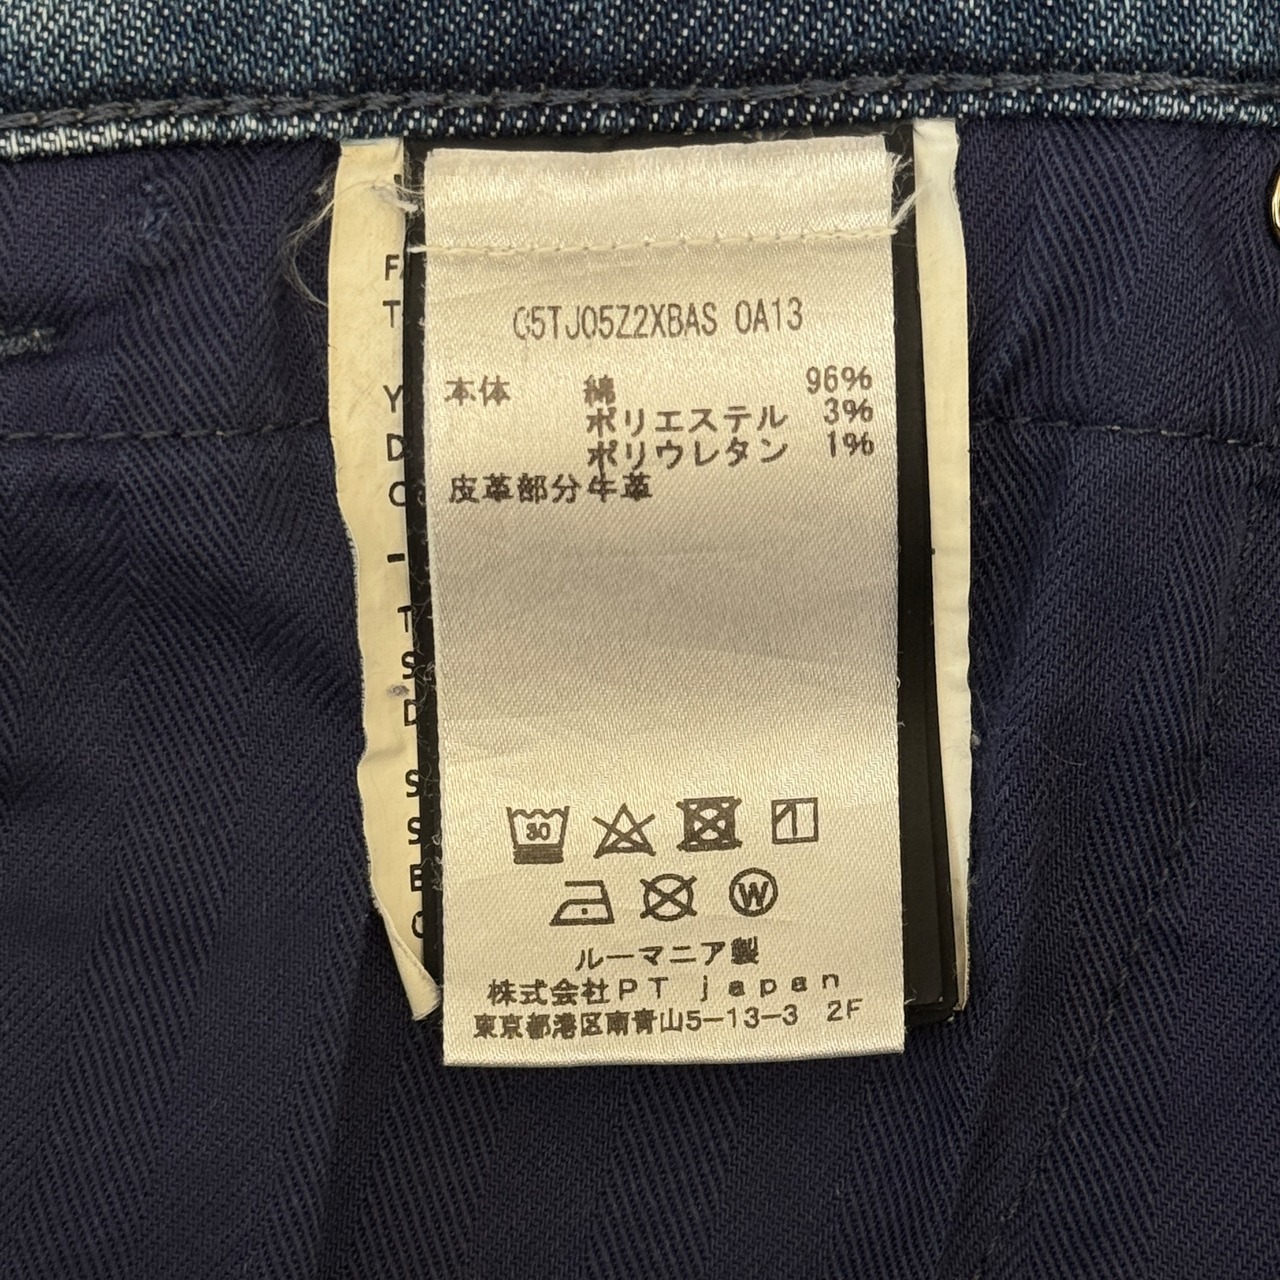 C5TJ05Z2XBAS 0A13
本体 綿 96%
ポリエステル 3%
ポリウレタン 1%
皮革部分牛革
30
W
ルーマニア製
株式会社PT japan
東京都港区南青山5-13-3 2F